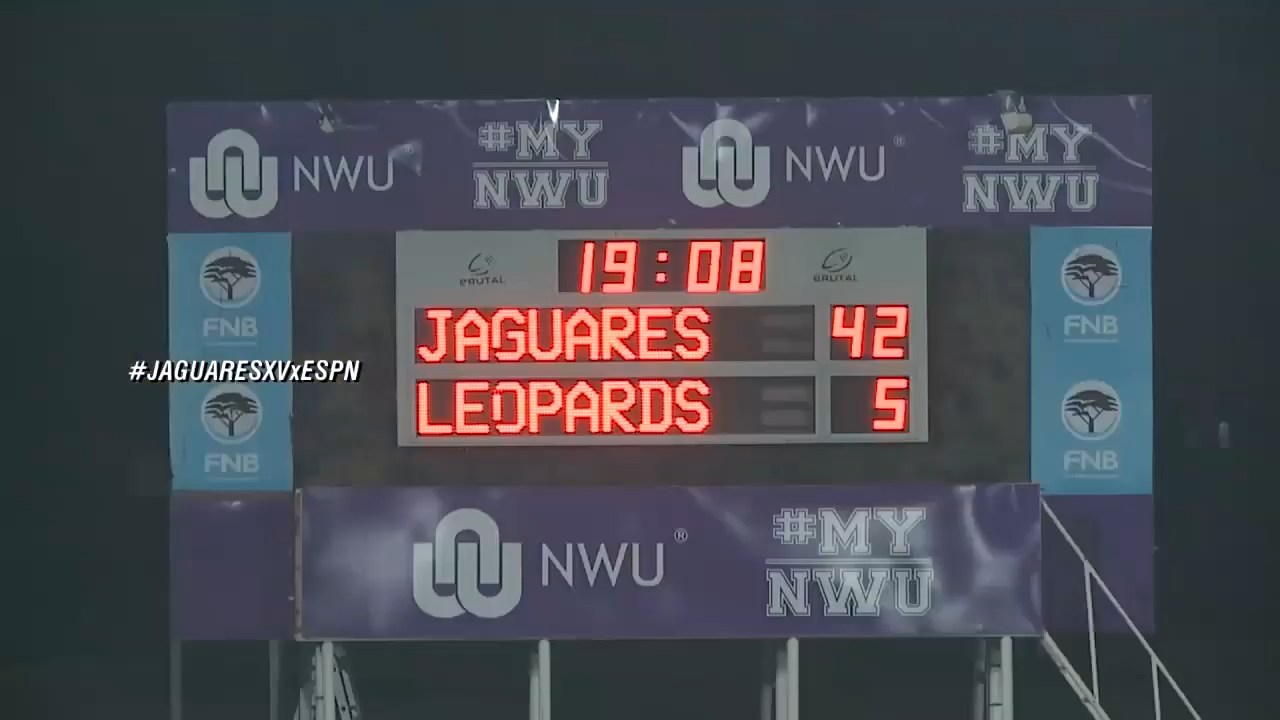 NWU® #MY NWU® #MY
NWU NWU
BRUTAL 19:08 BRUTAL
FNB FNB
JAGUARES 42
#JAGUARESXVxESPN
LEOPARDS 5
FNB FNB
NWU® #MY
NWU